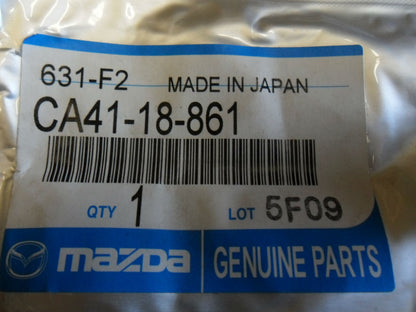 631-F2 MADE IN JAPAN
CA41-18-861
QTY 1 LOT 5F09
mazda GENUINE PARTS